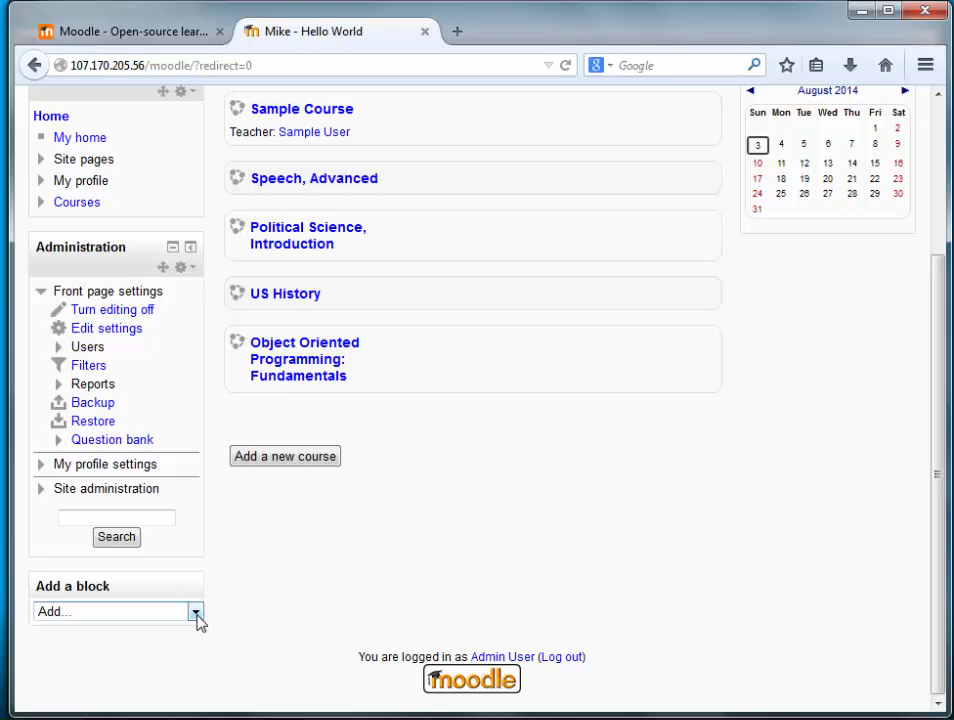 Moodle - Open-source lear...
Mike - Hello World
107.170.205.56/moodle/?redirect=0
Google
Home
My home
Site pages
My profile
Courses
Administration
Front page settings
Turn editing off
Edit settings
Users
Filters
Reports
Backup
Restore
Question bank
My profile settings
Site administration
Search
Add a block
Add...
Sample Course
Teacher: Sample User
Speech, Advanced
Political Science,
Introduction
US History
Object Oriented
Programming:
Fundamentals
Add a new course
August 2014
Sun Mon Tue Wed Thu Fri Sat
1 2
3 4 5 6 7 8 9
10 11 12 13 14 15 16
17 18 19 20 21 22 23
24 25 26 27 28 29 30
31
You are logged in as Admin User (Log out)
moodle